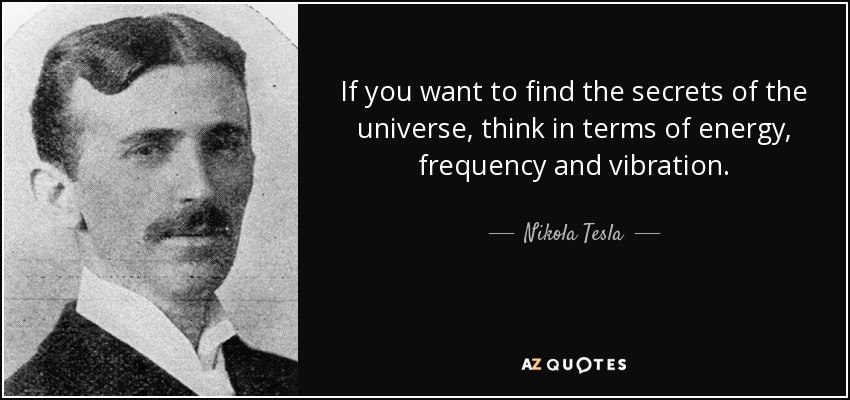 If you want to find the secrets of the
universe, think in terms of energy,
frequency and vibration.
Nikola Tesla
AZ QUOTES